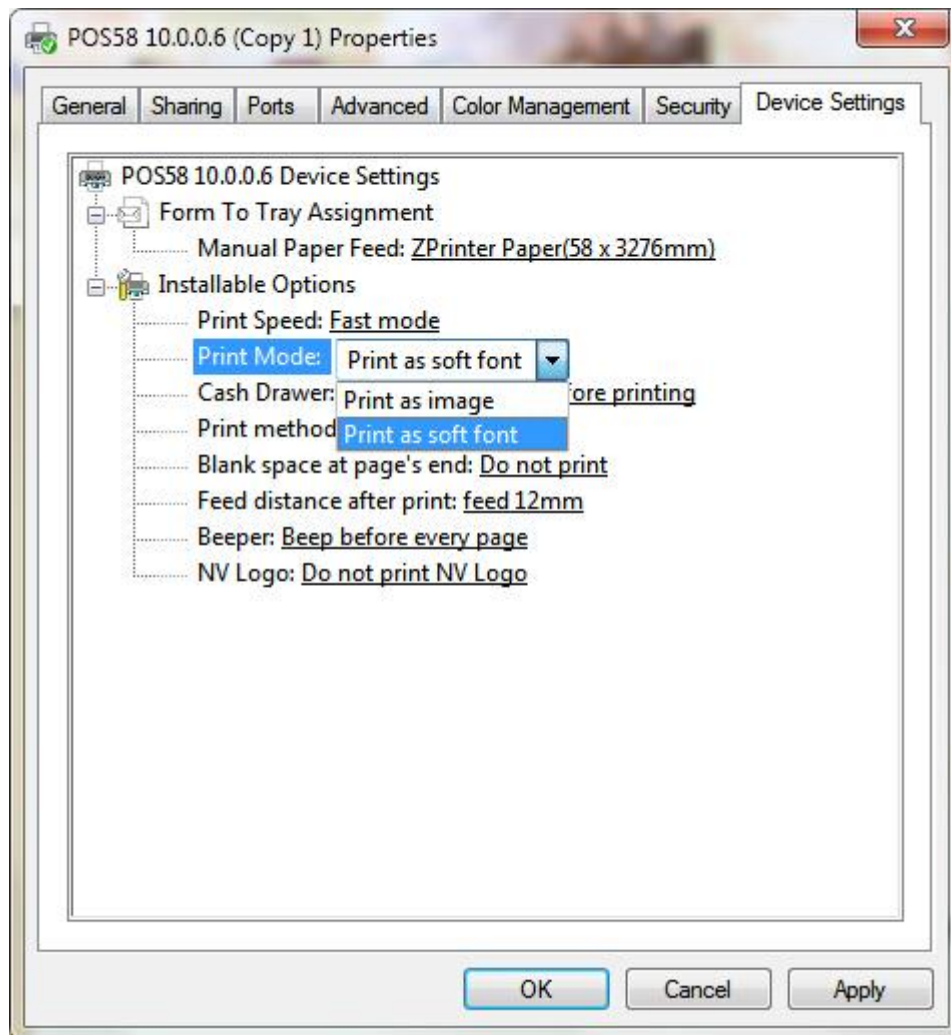 POS58 10.0.0.6 (Copy 1) Properties
General Sharing Ports Advanced Color Management Security Device Settings
POS58 10.0.0.6 Device Settings
Form To Tray Assignment
Manual Paper Feed: ZPrinter Paper(58 x 3276mm)
Installable Options
Print Speed: Fast mode
Print Mode: Print as soft font
Cash Drawer: Print as image ore printing
Print method Print as soft font
Blank space at page's end: Do not print
Feed distance after print: feed 12mm
Beeper: Beep before every page
NV Logo: Do not print NV Logo
OK Cancel Apply